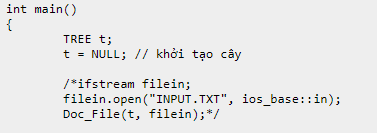 int main()
{
TREE t;
t = NULL; // khởi tạo cây
/*ifstream filein;
filein.open("INPUT.TXT", ios_base::in);
Doc_File(t, filein);*/